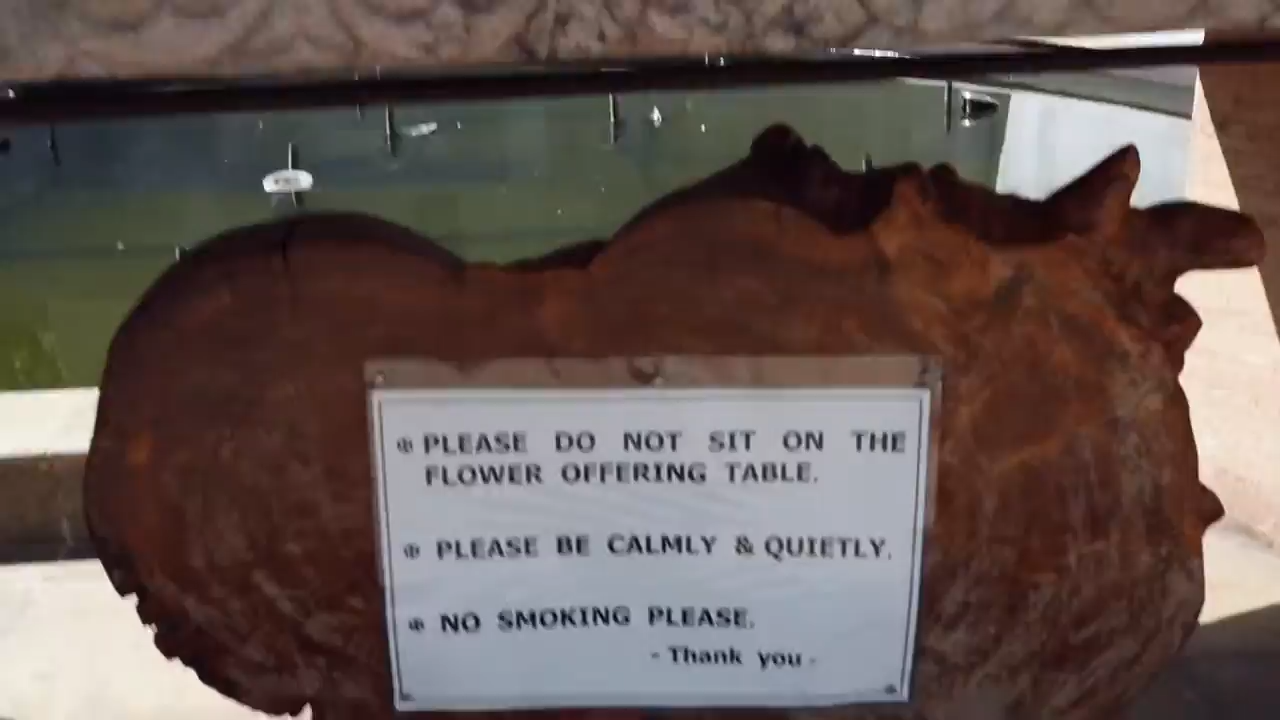 PLEASE DO NOT SIT ON THE
FLOWER OFFERING TABLE.
PLEASE BE CALMLY & QUIETLY.
NO SMOKING PLEASE.
- Thank you -